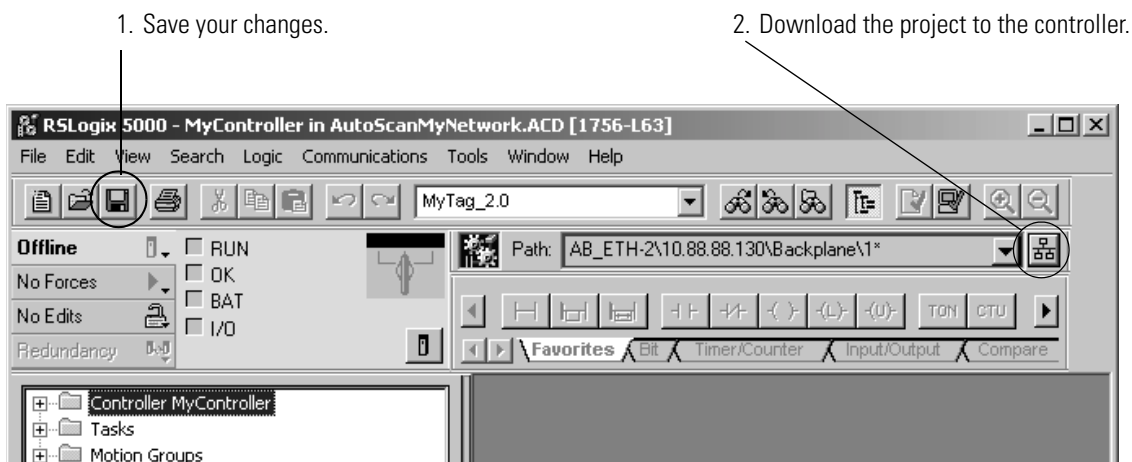 1. Save your changes.
2. Download the project to the controller.
RSLogix 5000 - MyController in AutoScanMyNetwork.ACD [1756-L63]
File Edit View Search Logic Communications Tools Window Help
MyTag_2.0
Offline
RUN
Path: AB_ETH-2\10.88.88.130\Backplane\1*
No Forces
OK
No Edits
BAT
I/O
TON CTU
Redundancy
Favorites Bit Timer/Counter Input/Output Compare
Controller MyController
Tasks
Motion Groups